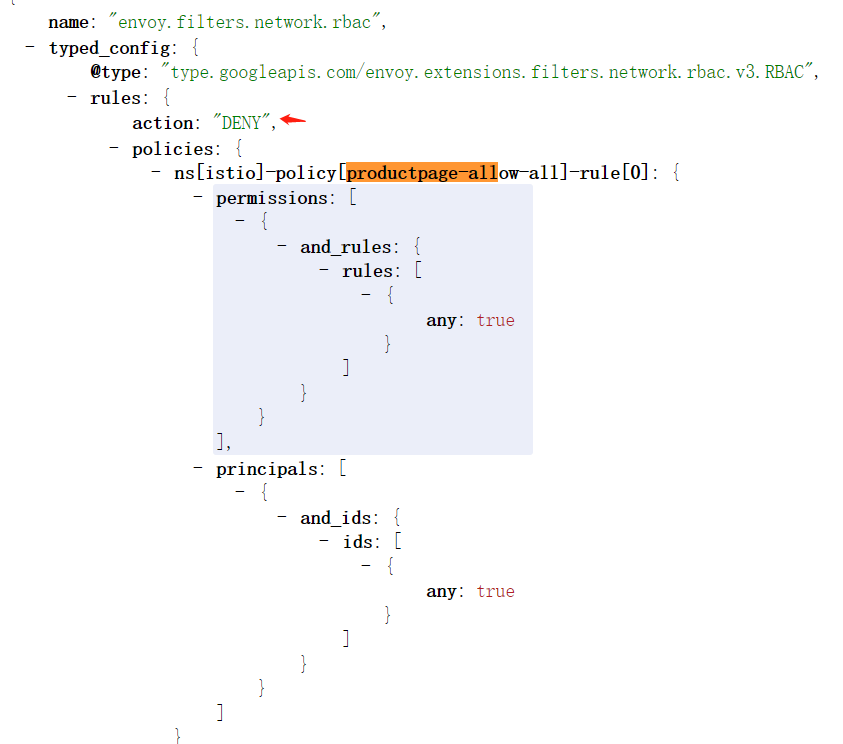 name: "envoy.filters.network.rbac",
- typed_config: {
@type: "type.googleapis.com/envoy.extensions.filters.network.rbac.v3.RBAC",
- rules: {
action: "DENY",
- policies: {
- ns[istio]-policy[productpage-allow-all]-rule[0]: {
- permissions: [
- {
- and_rules: {
- rules: [
- {
any: true
}
]
}
}
],
- principals: [
- {
- and_ids: {
- ids: [
- {
any: true
}
]
}
}
]
}